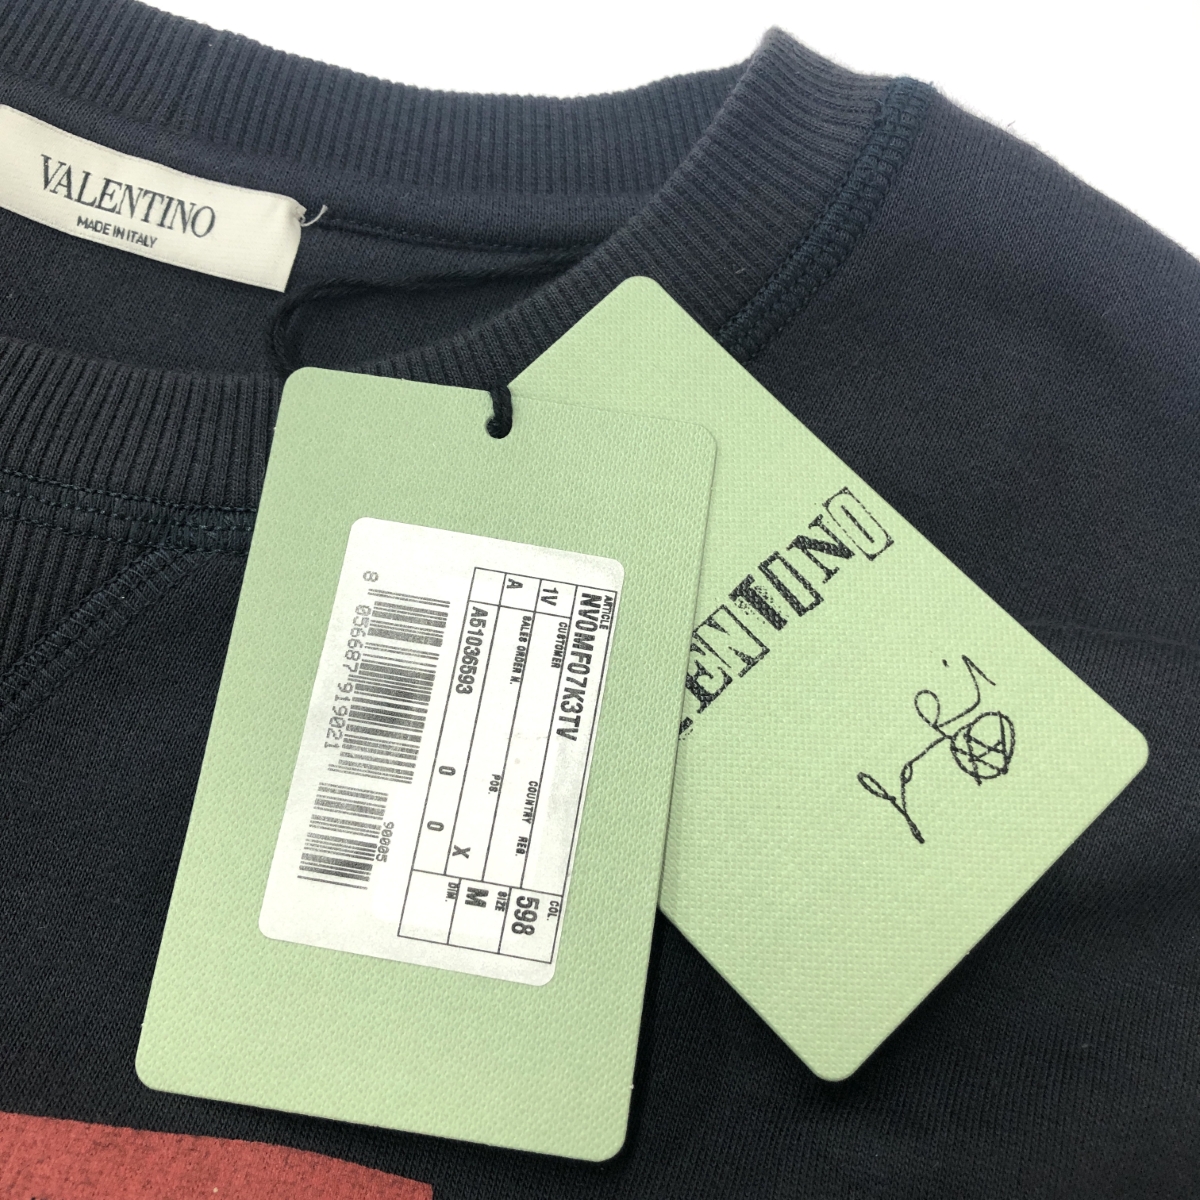 VALENTINO
MADE IN ITALY
ARTICLE
NV0MF07K3TV
1V
CUSTOMER
COUNTRY
REG.
COL.
598
A
SALES ORDER N.
POS.
SIZE
M
A51036593
0
0
X
DIM.
8 056687 919021
90005